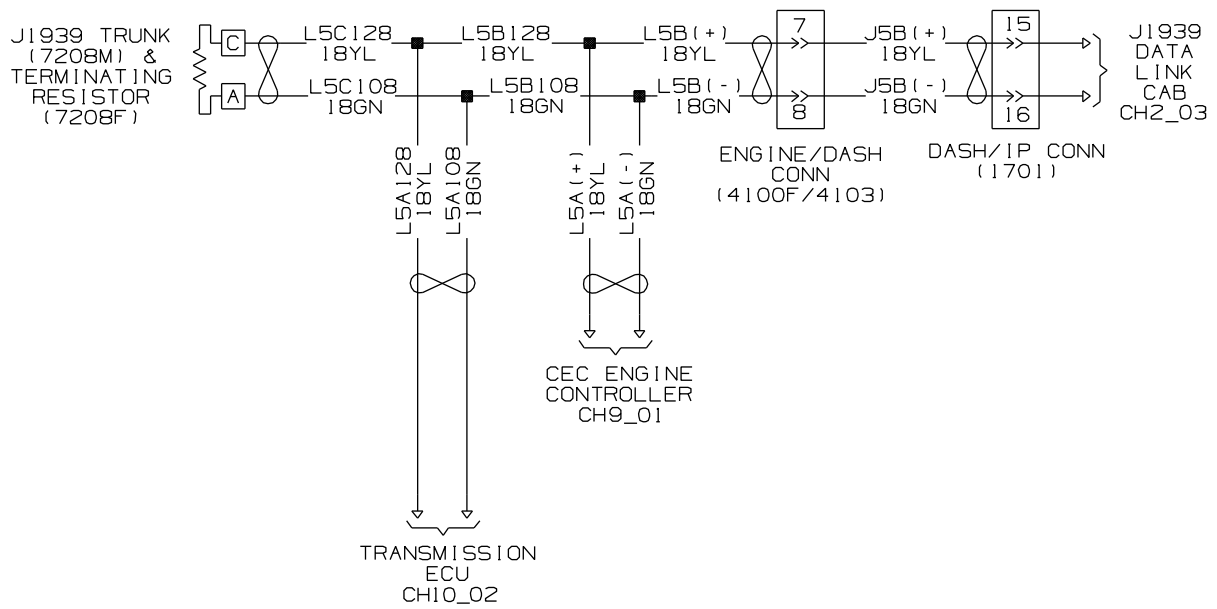 J1939 TRUNK
(7208M) &
TERMINATING
RESISTOR
(7208F)
C
A
L5C128
18YL
L5C108
18GN
L5B128
18YL
L5B108
18GN
L5B(+)
18YL
L5B(-)
18GN
7
8
ENGINE/DASH
CONN
(4100F/4103)
J5B(+)
18YL
J5B(-)
18GN
15
16
DASH/IP CONN
(1701)
J1939
DATA
LINK
CAB
CH2_03
L5A128
18YL
L5A108
18GN
L5A(+)
18YL
L5A(-)
18GN
CEC ENGINE
CONTROLLER
CH9_01
TRANSMISSION
ECU
CH10_02